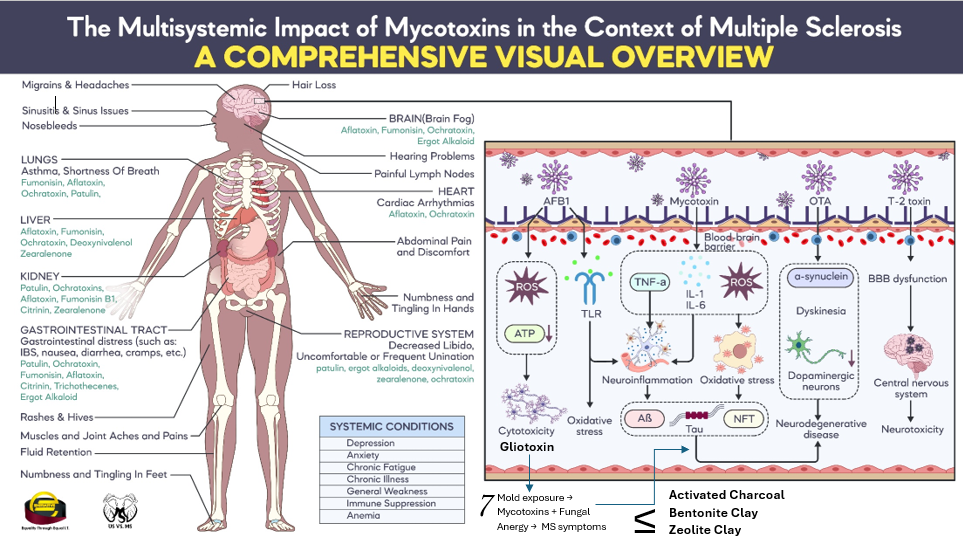 The Multisystemic Impact of Mycotoxins in the Context of Multiple Sclerosis
A COMPREHENSIVE VISUAL OVERVIEW
Migrains & Headaches
Sinusitis & Sinus Issues
Nosebleeds
LUNGS
Asthma, Shortness Of Breath
Fumonisin, Aflatoxin,
Ochratoxin, Patulin,
LIVER
Aflatoxin, Fumonisin,
Ochratoxin, Deoxynivalenol
Zearalenone
KIDNEY
Patulin, Ochratoxins,
Aflatoxin, Fumonisin B1,
Citrinin, Zearalenone
GASTROINTESTINAL TRACT
Gastrointestinal distress (such as:
IBS, nausea, diarrhea, cramps, etc.)
Patulin, Ochratoxin,
Fumonisin, Aflatoxin,
Citrinin, Trichothecenes,
Ergot Alkaloid
Rashes & Hives
Muscles and Joint Aches and Pains
Fluid Retention
Numbness and Tingling In Feet
Equality Through Equali-T
US VS. MS
Hair Loss
BRAIN(Brain Fog)
Aflatoxin, Fumonisin, Ochratoxin,
Ergot Alkaloid
Hearing Problems
Painful Lymph Nodes
HEART
Cardiac Arrhythmias
Aflatoxin, Ochratoxin
Abdominal Pain
and Discomfort
Numbness and
Tingling In Hands
REPRODUCTIVE SYSTEM
Decreased Libido,
Uncomfortable or Frequent Unination
patulin, ergot alkaloids, deoxynivalenol,
zearalenone, ochratoxin
SYSTEMIC CONDITIONS
Depression
Anxiety
Chronic Fatigue
Chronic Illness
General Weakness
Immune Suppression
Anemia
AFB1
Mycotoxin
OTA
T-2 toxin
Blood-brain
barrier
ROS
ATP
Cytotoxicity
Gliotoxin
TLR
Oxidative
stress
TNF-a
IL-1
IL-6
ROS
Neuroinflammation
Oxidative stress
Aß
Tau
NFT
α-synuclein
Dyskinesia
Dopaminergic
neurons
Neurodegenerative
disease
BBB dysfunction
Central nervous
system
Neurotoxicity
7
Mold exposure →
Mycotoxins + Fungal
Anergy → MS symptoms
≤
Activated Charcoal
Bentonite Clay
Zeolite Clay